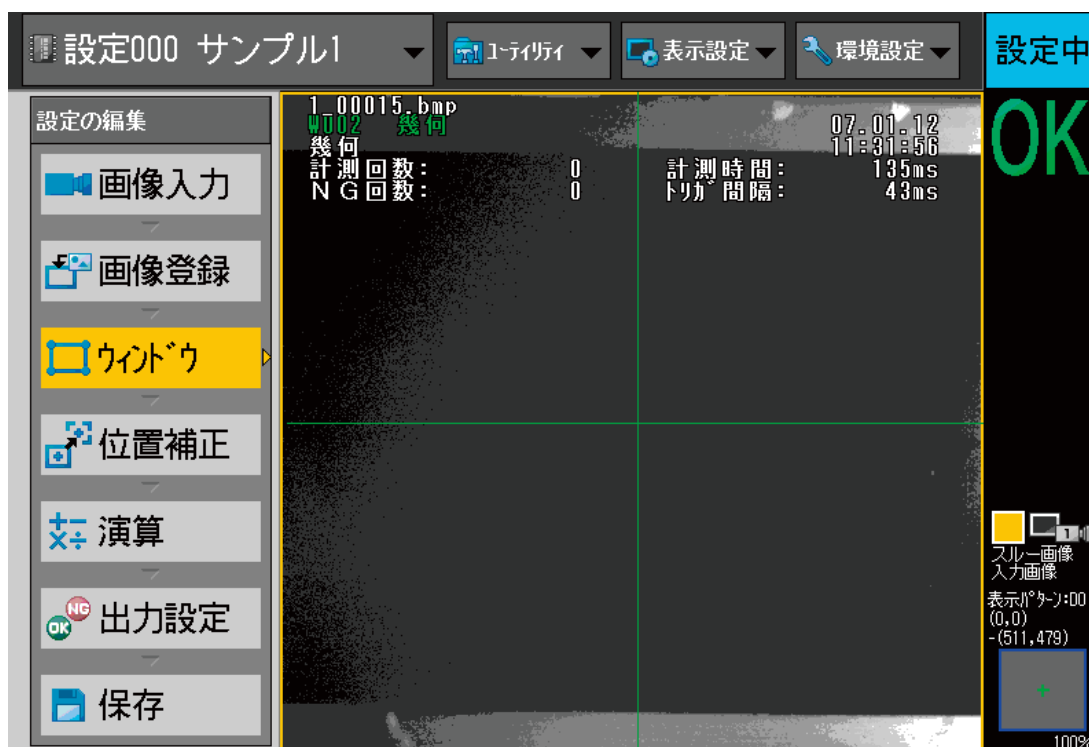 設定000 サンプル1
ﾕｰﾃｨﾘﾃｨ
表示設定
環境設定
設定中
設定の編集
画像入力
画像登録
ｳｨﾝﾄﾞｳ
位置補正
演算
出力設定
保存
1_00015.bmp
WU02 幾何
07.01.12
幾何
11:31:56
計測回数: 0 計測時間: 135ms
ＮＧ回数: 0 ﾄﾘｶﾞ間隔: 43ms
OK
NG
OK
1
スルー画像
入力画像
表示ﾊﾟﾀｰﾝ:00
(0,0)
-(511,479)
100%